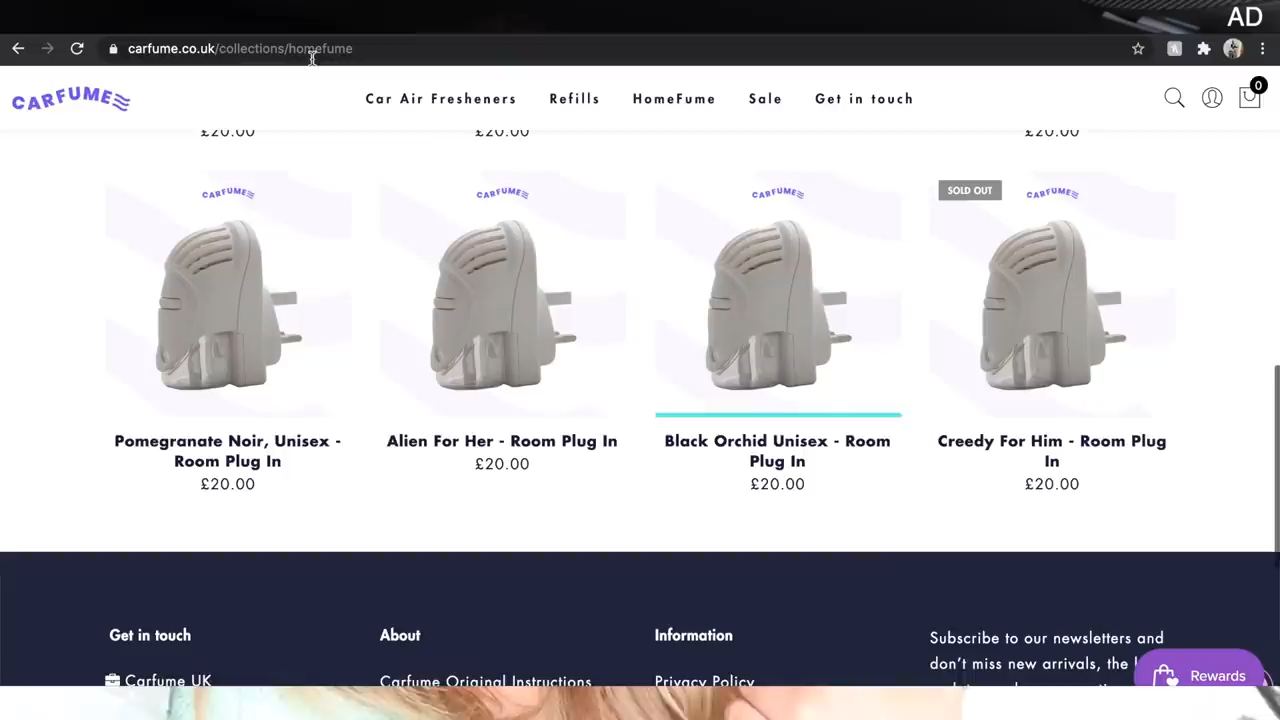 AD
carfume.co.uk/collections/homefume
CARFUME
Car Air Fresheners
Refills
HomeFume
Sale
Get in touch
0
£20.00
£20.00
£20.00
CARFUME
CARFUME
CARFUME
SOLD OUT
CARFUME
Pomegranate Noir, Unisex -
Room Plug In
£20.00
Alien For Her - Room Plug In
£20.00
Black Orchid Unisex - Room
Plug In
£20.00
Creedy For Him - Room Plug
In
£20.00
Get in touch
Carfume UK
About
Carfume Original Instructions
Information
Privacy Policy
Subscribe to our newsletters and
don't miss new arrivals, the
Rewards